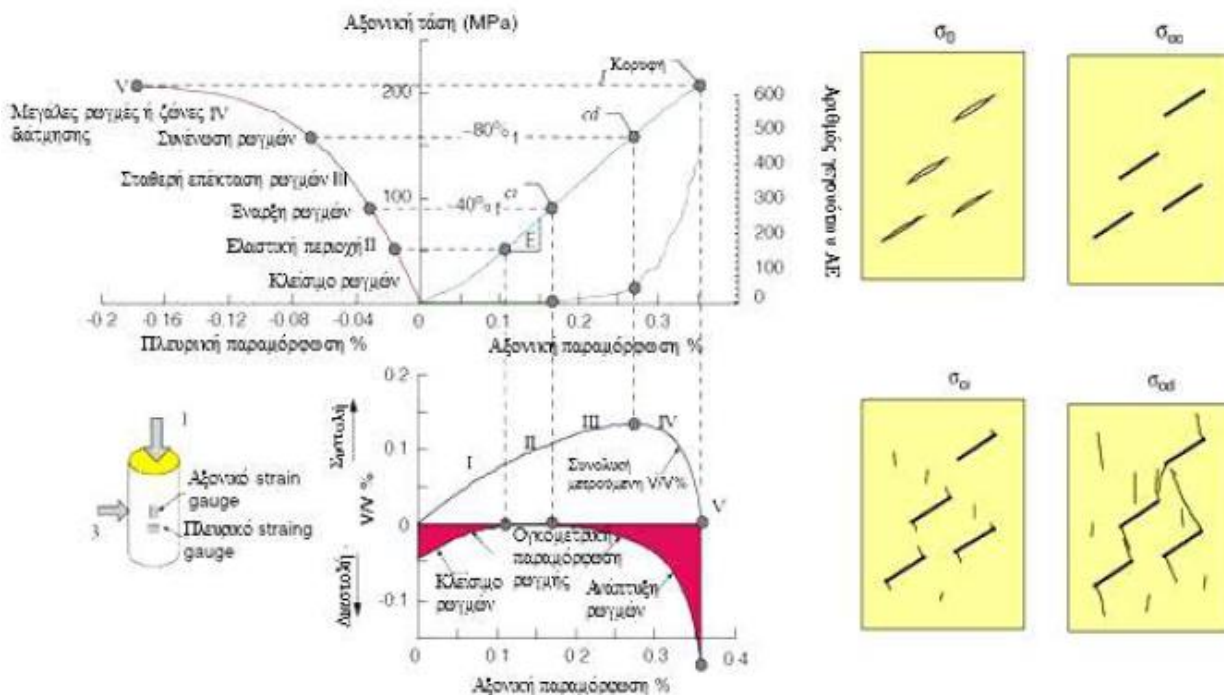 Αξονική τάση (MPa)
Κορυφή
V
200
100
Μεγάλες ρωγμές ή ζώνες IV
διάτμησης
Συνένωση ρωγμών
Σταθερή επέκταση ρωγμών III
Έναρξη ρωγμών
Ελαστική περιοχή II
Κλείσιμο ρωγμών
~80%
cd
ci
E
600
500
400
300
200
100
0
-0.2
-0.16
-0.12
-0.08
-0.04
0
0.1
0.2
0.3
Πλευρική παραμόρφωση %
Αξονική παραμόρφωση %
1
3
Αξονικό strain
gauge
Πλευρικό straing
gauge
Συστολή
V/V %
Διαστολή
0.2
0.1
0
-0.1
I
II
III
IV
V
Συνολική
μετρούμενη V/V%
Ογκομετρική
παραμόρφωση
ρωγμής
Κλείσιμο
ρωγμών
Ανάπτυξη
ρωγμών
0
0.1
0.2
0.3
0.4
Αξονική παραμόρφωση %
σ0
σcc
σci
σcd